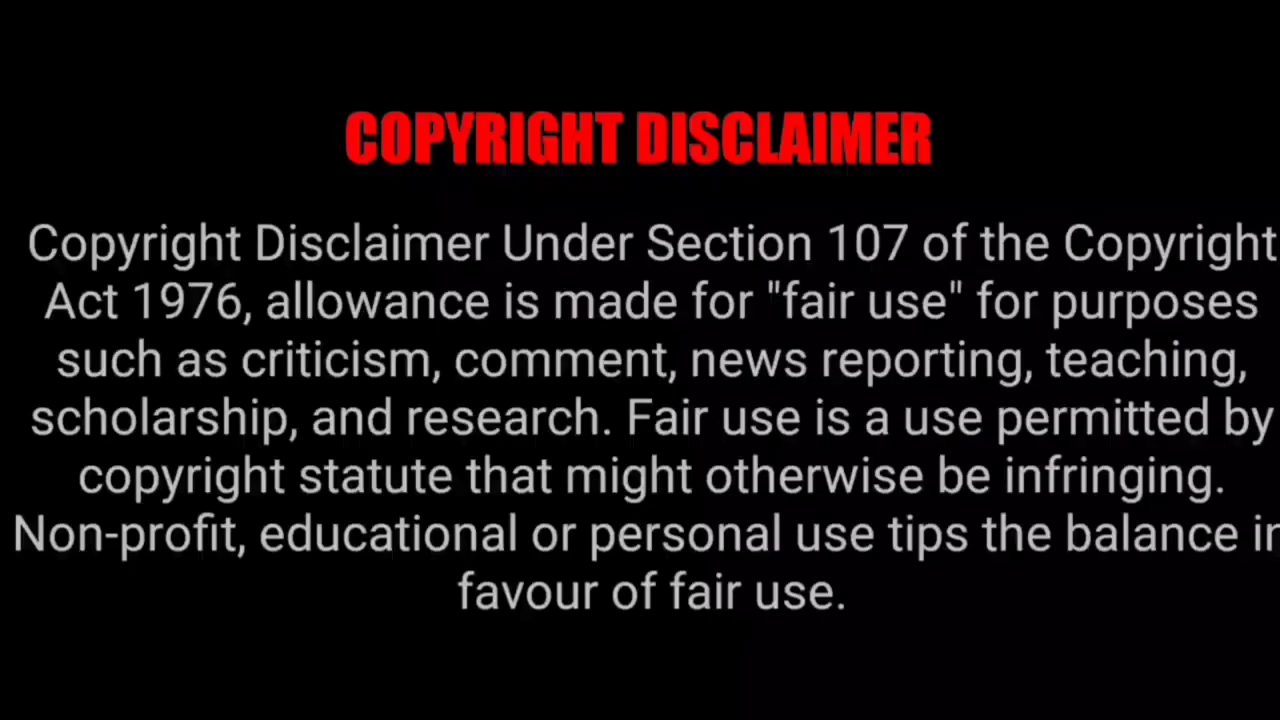 COPYRIGHT DISCLAIMER
Copyright Disclaimer Under Section 107 of the Copyright
Act 1976, allowance is made for "fair use" for purposes
such as criticism, comment, news reporting, teaching,
scholarship, and research. Fair use is a use permitted by
copyright statute that might otherwise be infringing.
Non-profit, educational or personal use tips the balance in
favour of fair use.